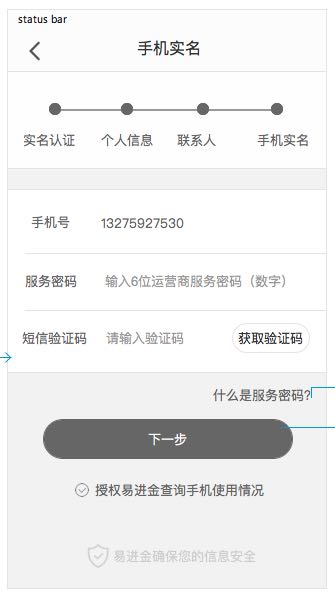 status bar
手机实名
实名认证 个人信息 联系人 手机实名
手机号 13275927530
服务密码 输入6位运营商服务密码（数字）
短信验证码 请输入验证码 获取验证码
什么是服务密码?
下一步
授权易进金查询手机使用情况
易进金确保您的信息安全